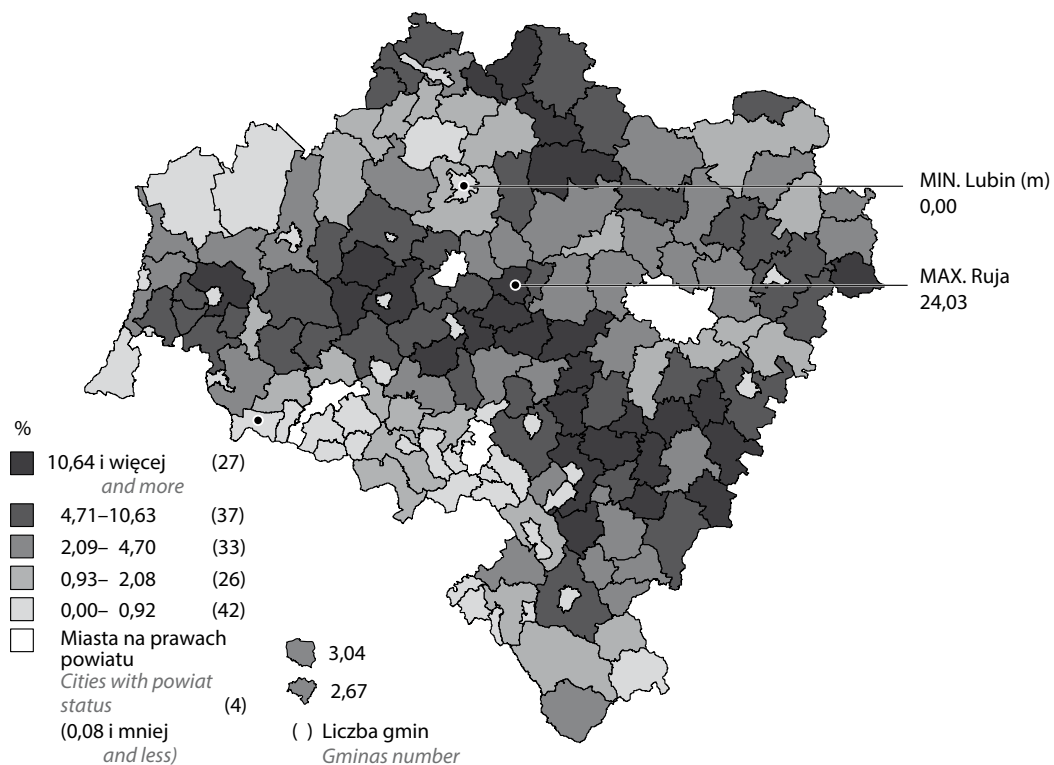 MIN. Lubin (m)
0,00
MAX. Ruja
24,03
%
10,64 i więcej (27)
and more
4,71–10,63 (37)
2,09– 4,70 (33)
0,93– 2,08 (26)
0,00– 0,92 (42)
Miasta na prawach
powiatu
Cities with powiat
status (4)
(0,08 i mniej
and less)
3,04
2,67
( ) Liczba gmin
Gminas number